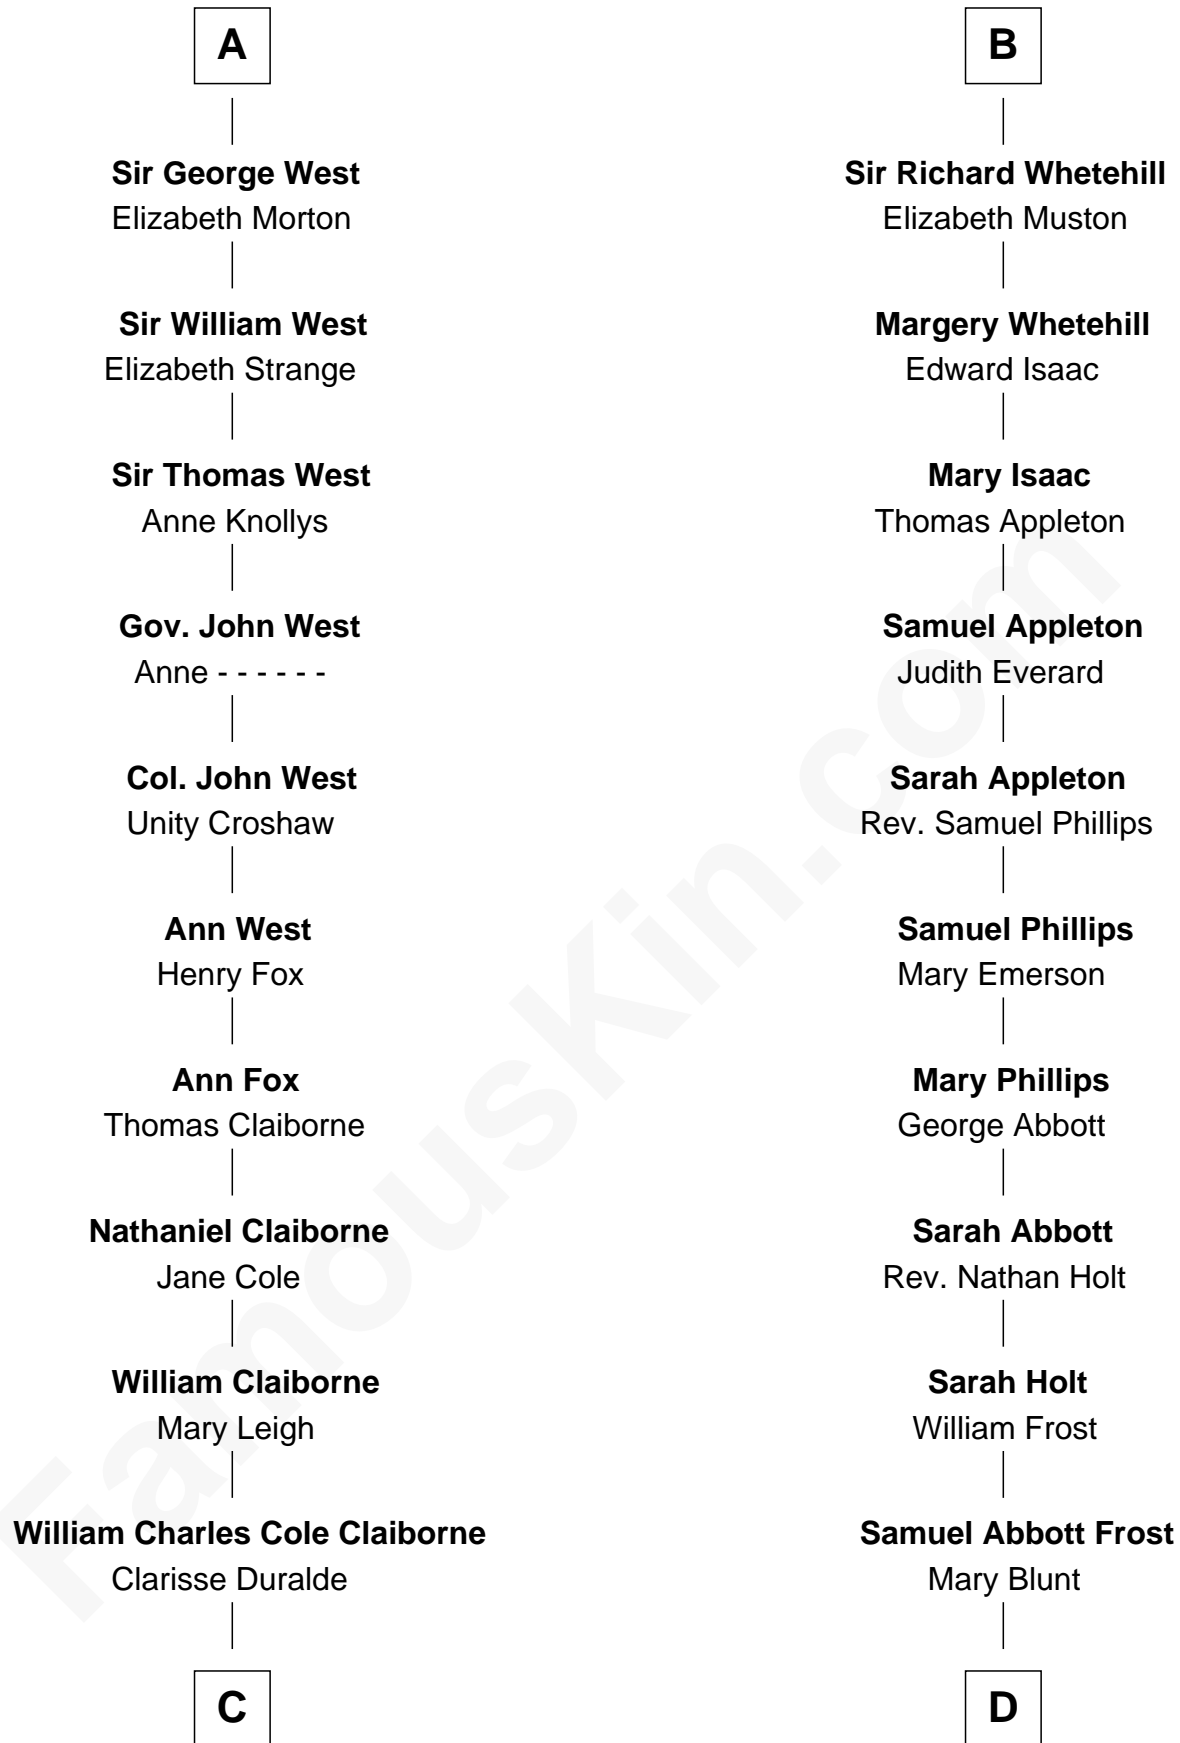 A
Sir George West
Elizabeth Morton
Sir William West
Elizabeth Strange
Sir Thomas West
Anne Knollys
Gov. John West
Anne - - - - - -
Col. John West
Unity Croshaw
Ann West
Henry Fox
Ann Fox
Thomas Claiborne
Nathaniel Claiborne
Jane Cole
William Claiborne
Mary Leigh
William Charles Cole Claiborne
Clarisse Duralde
C
B
Sir Richard Whetehill
Elizabeth Muston
Margery Whetehill
Edward Isaac
Mary Isaac
Thomas Appleton
Samuel Appleton
Judith Everard
Sarah Appleton
Rev. Samuel Phillips
Samuel Phillips
Mary Emerson
Mary Phillips
George Abbott
Sarah Abbott
Rev. Nathan Holt
Sarah Holt
William Frost
Samuel Abbott Frost
Mary Blunt
D
FamousKin.com